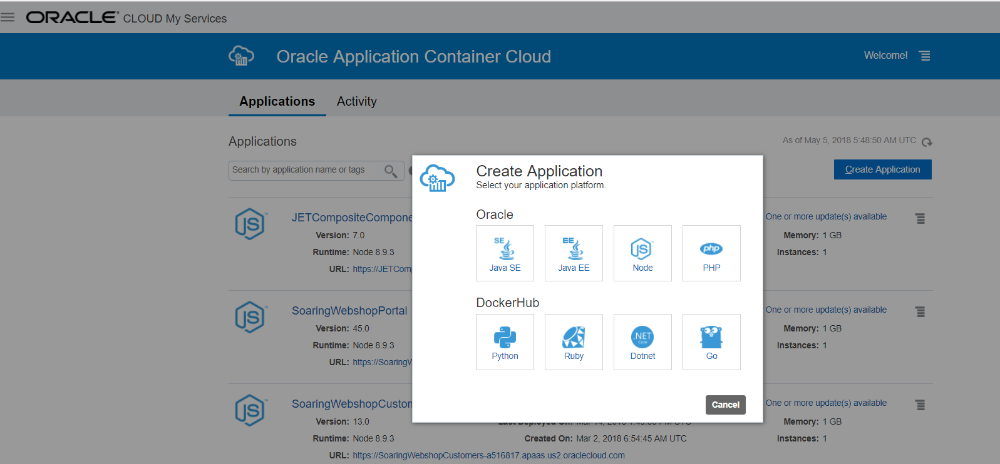 ORACLE® CLOUD My Services
Oracle Application Container Cloud
Welcome!
Applications
Activity
Applications
As of May 5, 2018 5:48:50 AM UTC
Search by application name or tags
Create Application
JS
JETCompositeCompone
Version: 7.0
Runtime: Node 8.9.3
URL: https://JETCom
One or more update(s) available
Memory: 1 GB
Instances: 1
JS
SoaringWebshopPortal
Version: 45.0
Runtime: Node 8.9.3
URL: https://SoaringW
One or more update(s) available
Memory: 1 GB
Instances: 1
JS
SoaringWebshopCustom
Version: 13.0
Runtime: Node 8.9.3
Created On: Mar 2, 2018 6:54:45 AM UTC
URL: https://SoaringWebshopCustomers-a516817.apaas.us2.oraclecloud.com
One or more update(s) available
Memory: 1 GB
Instances: 1
Create Application
Select your application platform.
Oracle
SE
Java SE
EE
Java EE
JS
Node
php
PHP
DockerHub
Python
Ruby
.NET
Core
Dotnet
Go
Cancel